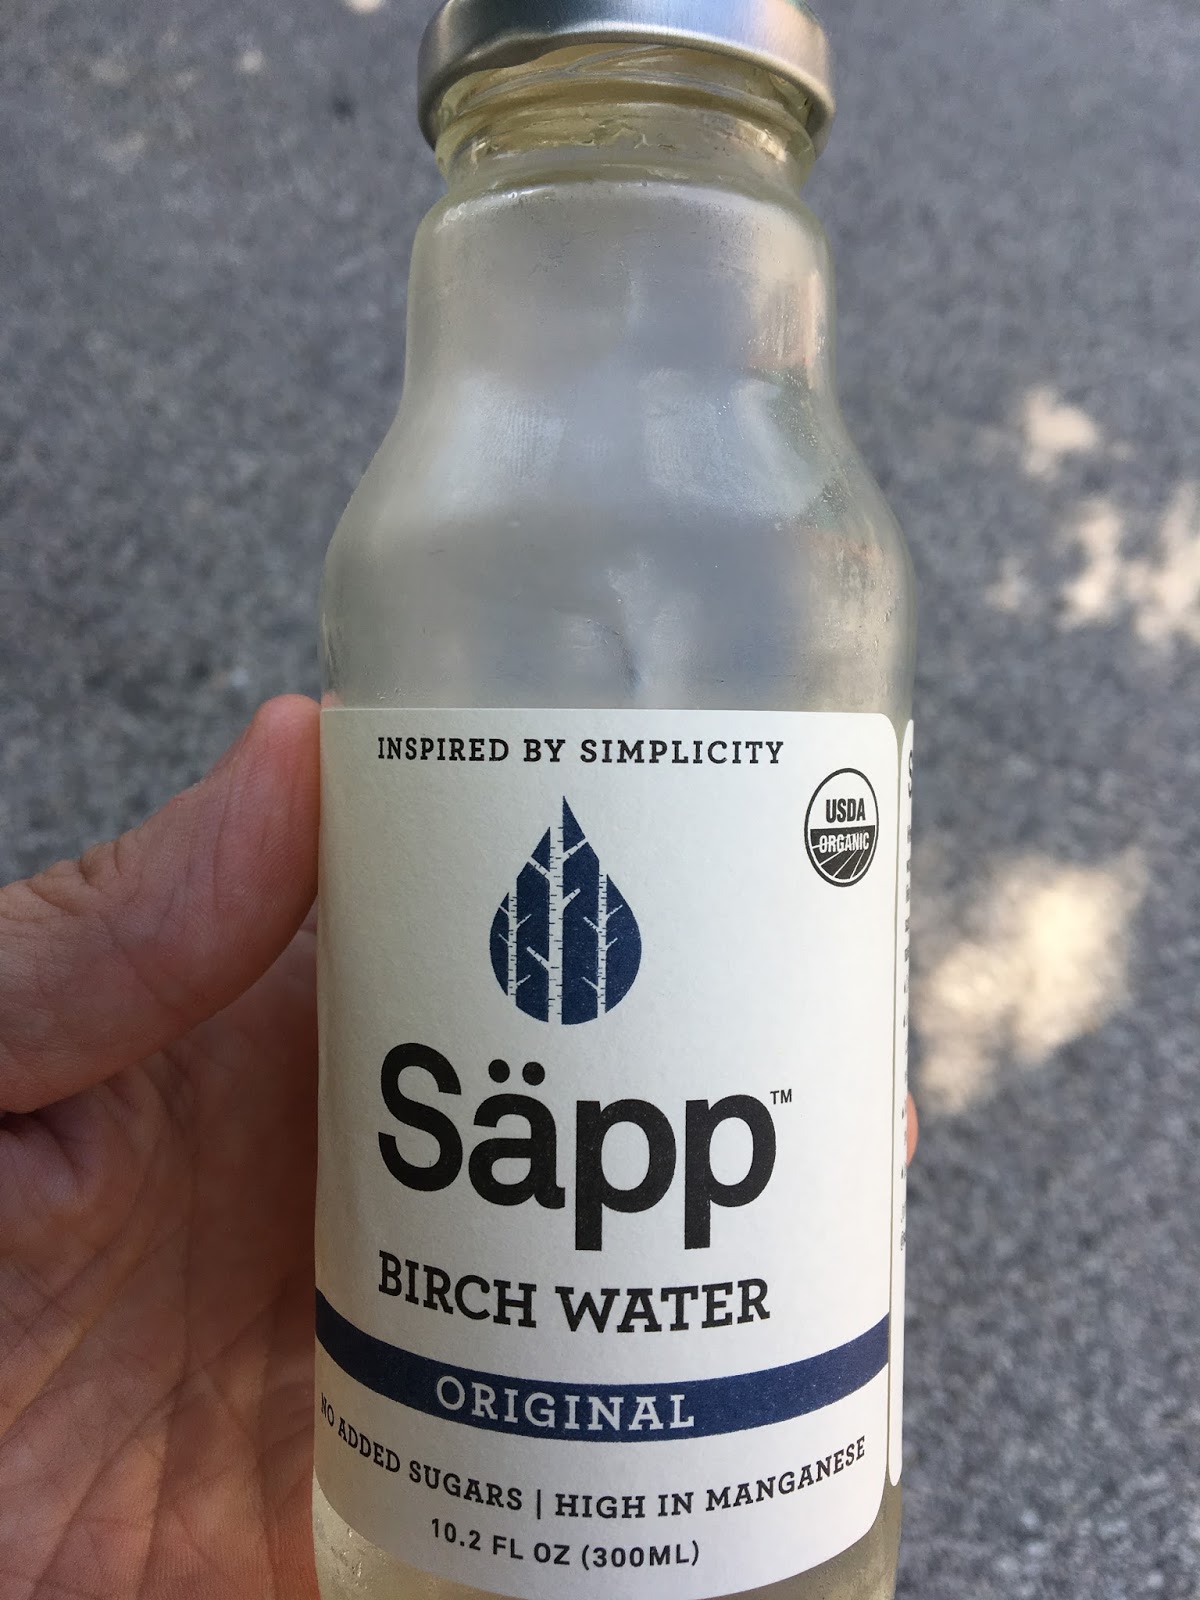 INSPIRED BY SIMPLICITY
USDA
ORGANIC
Säpp™
BIRCH WATER
ORIGINAL
NO ADDED SUGARS | HIGH IN MANGANESE
10.2 FL OZ (300ML)